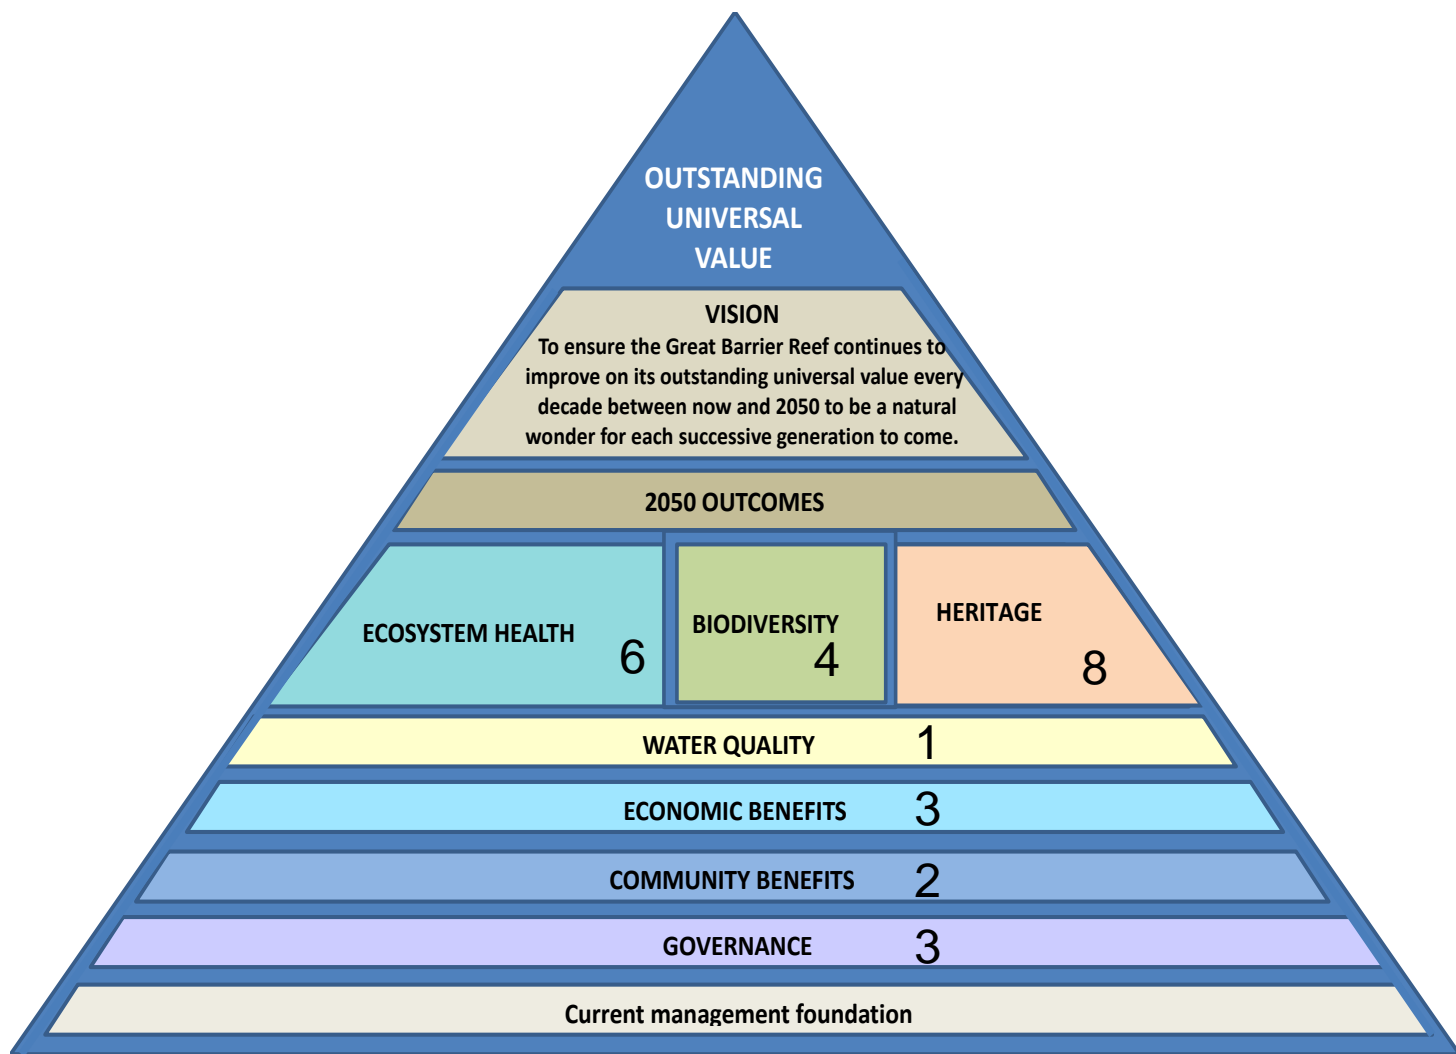 OUTSTANDING
UNIVERSAL
VALUE
VISION
To ensure the Great Barrier Reef continues to
improve on its outstanding universal value every
decade between now and 2050 to be a natural
wonder for each successive generation to come.
2050 OUTCOMES
ECOSYSTEM HEALTH
6
BIODIVERSITY
4
HERITAGE
8
WATER QUALITY 1
ECONOMIC BENEFITS 3
COMMUNITY BENEFITS 2
GOVERNANCE 3
Current management foundation